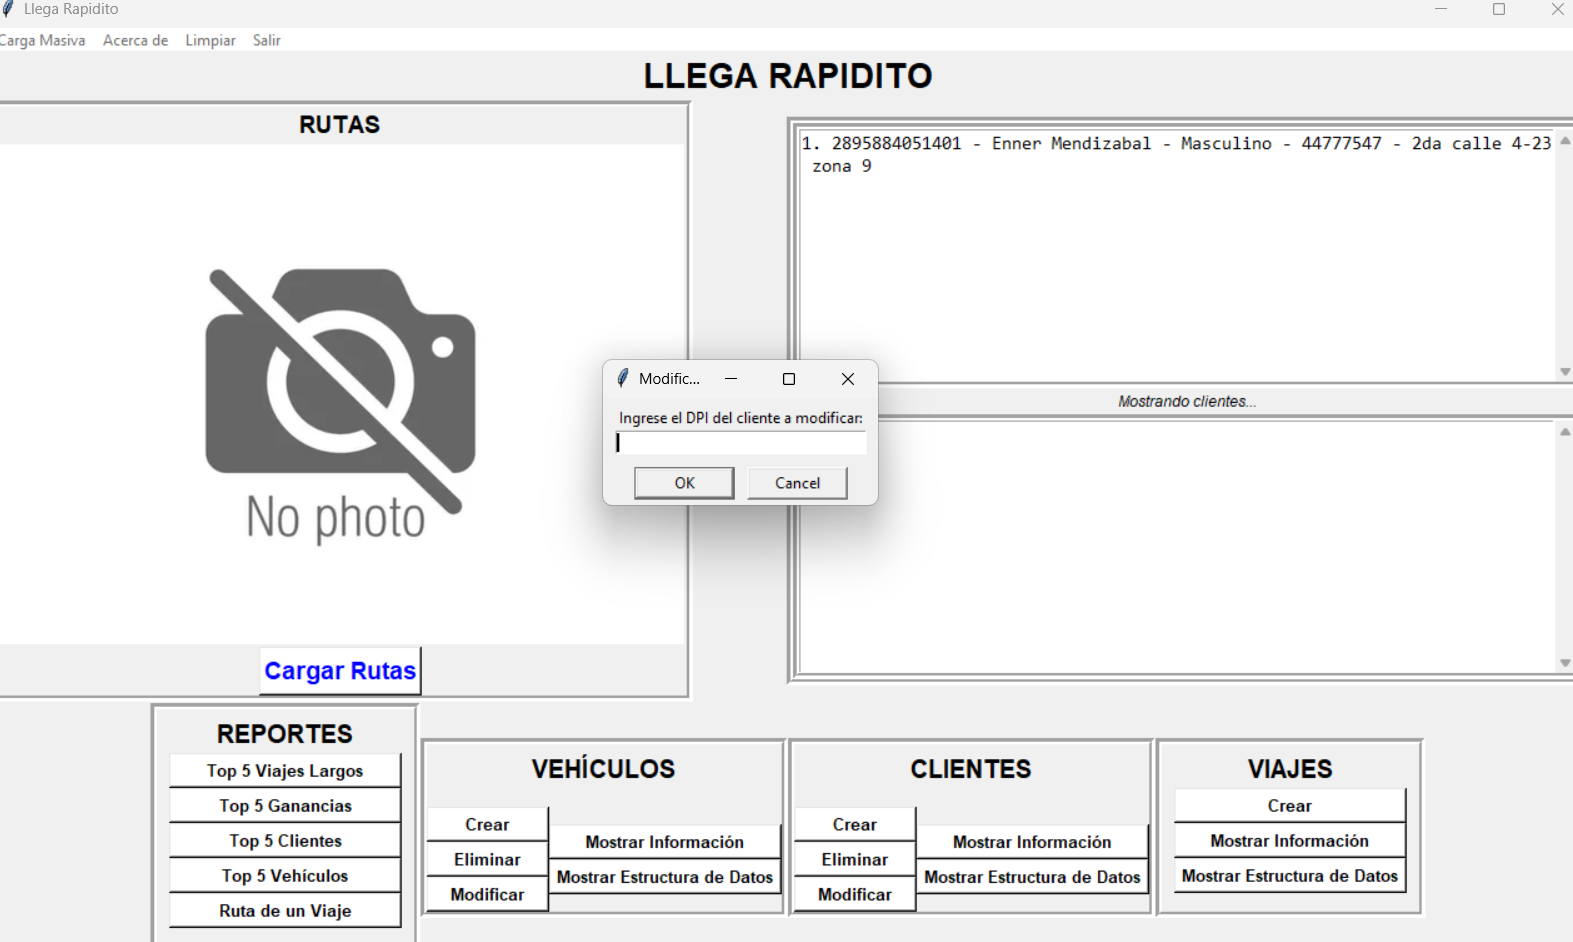 Llega Rapidito
Carga Masiva Acerca de Limpiar Salir
LLEGA RAPIDITO
RUTAS
No photo
Cargar Rutas
1. 2895884051401 - Enner Mendizabal - Masculino - 44777547 - 2da calle 4-23
zona 9
Mostrando clientes...
Modific...
Ingrese el DPI del cliente a modificar:
OK Cancel
REPORTES
Top 5 Viajes Largos
Top 5 Ganancias
Top 5 Clientes
Top 5 Vehículos
Ruta de un Viaje
VEHÍCULOS
Crear
Eliminar
Modificar
Mostrar Información
Mostrar Estructura de Datos
CLIENTES
Crear
Eliminar
Modificar
Mostrar Información
Mostrar Estructura de Datos
VIAJES
Crear
Mostrar Información
Mostrar Estructura de Datos